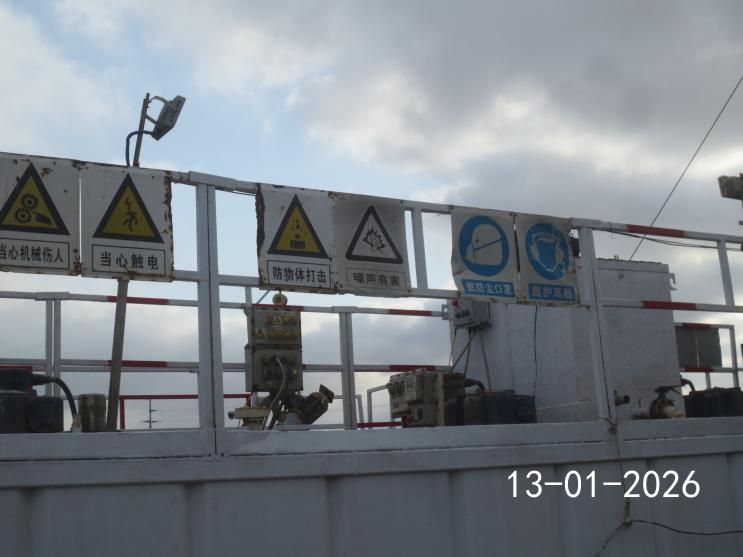 当心机械伤人
当心触电
防物体打击
噪声有害
戴防尘口罩
戴护耳器
13-01-2026